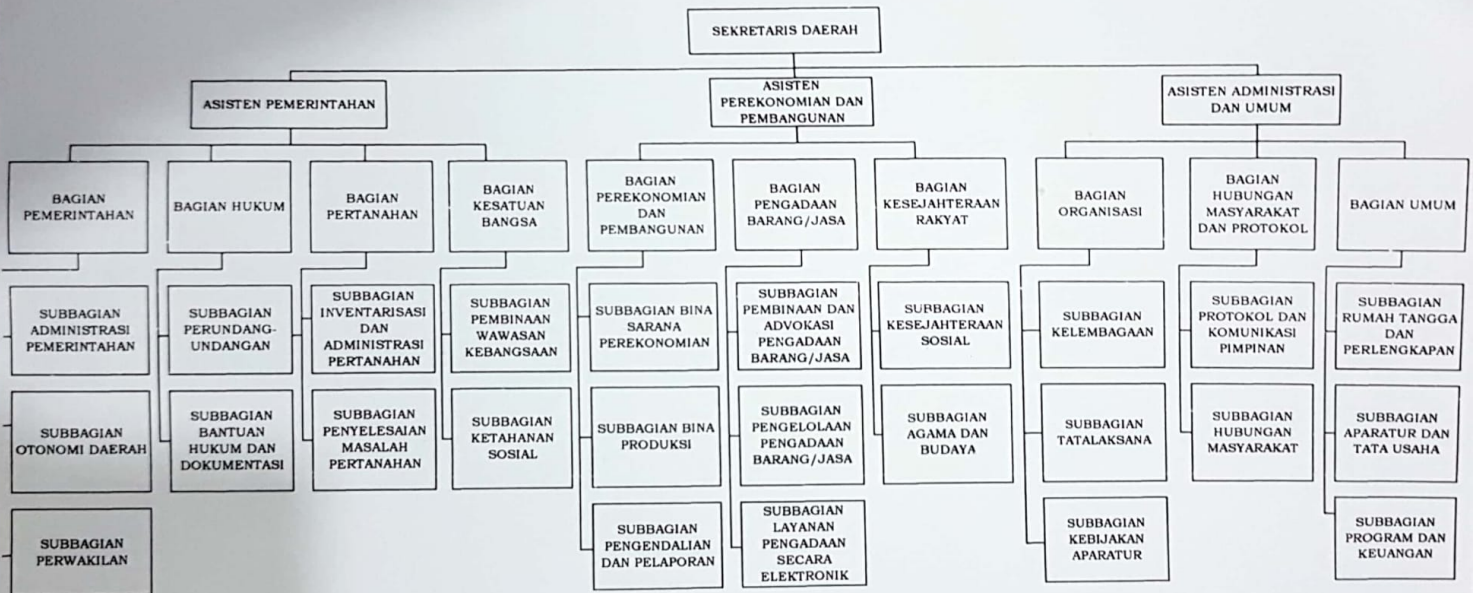 SEKRETARIS DAERAH
ASISTEN PEMERINTAHAN
ASISTEN
PEREKONOMIAN DAN
PEMBANGUNAN
ASISTEN ADMINISTRASI
DAN UMUM
BAGIAN
PEMERINTAHAN
BAGIAN HUKUM
BAGIAN
PERTANAHAN
BAGIAN
KESATUAN
BANGSA
BAGIAN
PEREKONOMIAN
DAN
PEMBANGUNAN
BAGIAN
PENGADAAN
BARANG/JASA
BAGIAN
KESEJAHTERAAN
RAKYAT
BAGIAN
ORGANISASI
BAGIAN
HUBUNGAN
MASYARAKAT
DAN PROTOKOL
BAGIAN UMUM
SUBBAGIAN
ADMINISTRASI
PEMERINTAHAN
SUBBAGIAN
PERUNDANG-
UNDANGAN
SUBBAGIAN
INVENTARISASI
DAN
ADMINISTRASI
PERTANAHAN
SUBBAGIAN
PEMBINAAN
WAWASAN
KEBANGSAAN
SUBBAGIAN BINA
SARANA
PEREKONOMIAN
SUBBAGIAN
PEMBINAAN DAN
ADVOKASI
PENGADAAN
BARANG/JASA
SURBAGIAN
KESEJAHTERAAN
SOSIAL
SUBBAGIAN
KELEMBAGAAN
SUBBAGIAN
PROTOKOL DAN
KOMUNIKASI
PIMPINAN
SUBBAGIAN
RUMAH TANGGA
DAN
PERLENGKAPAN
SUBBAGIAN
OTONOMI DAERAH
SUBBAGIAN
BANTUAN
HUKUM DAN
DOKUMENTASI
SUBBAGIAN
PENYELESAIAN
MASALAH
PERTANAHAN
SUBBAGIAN
KETAHANAN
SOSIAL
SUBBAGIAN BINA
PRODUKSI
SUBBAGIAN
PENGELOLAAN
PENGADAAN
BARANG/JASA
SUBBAGIAN
AGAMA DAN
BUDAYA
SUBBAGIAN
TATALAKSANA
SUBBAGIAN
HUBUNGAN
MASYARAKAT
SUBBAGIAN
APARATUR DAN
TATA USAHA
SUBBAGIAN
PERWAKILAN
SUBBAGIAN
PENGENDALIAN
DAN PELAPORAN
SUBBAGIAN
LAYANAN
PENGADAAN
SECARA
ELEKTRONIK
SUBBAGIAN
KEBIJAKAN
APARATUR
SUBBAGIAN
PROGRAM DAN
KEUANGAN